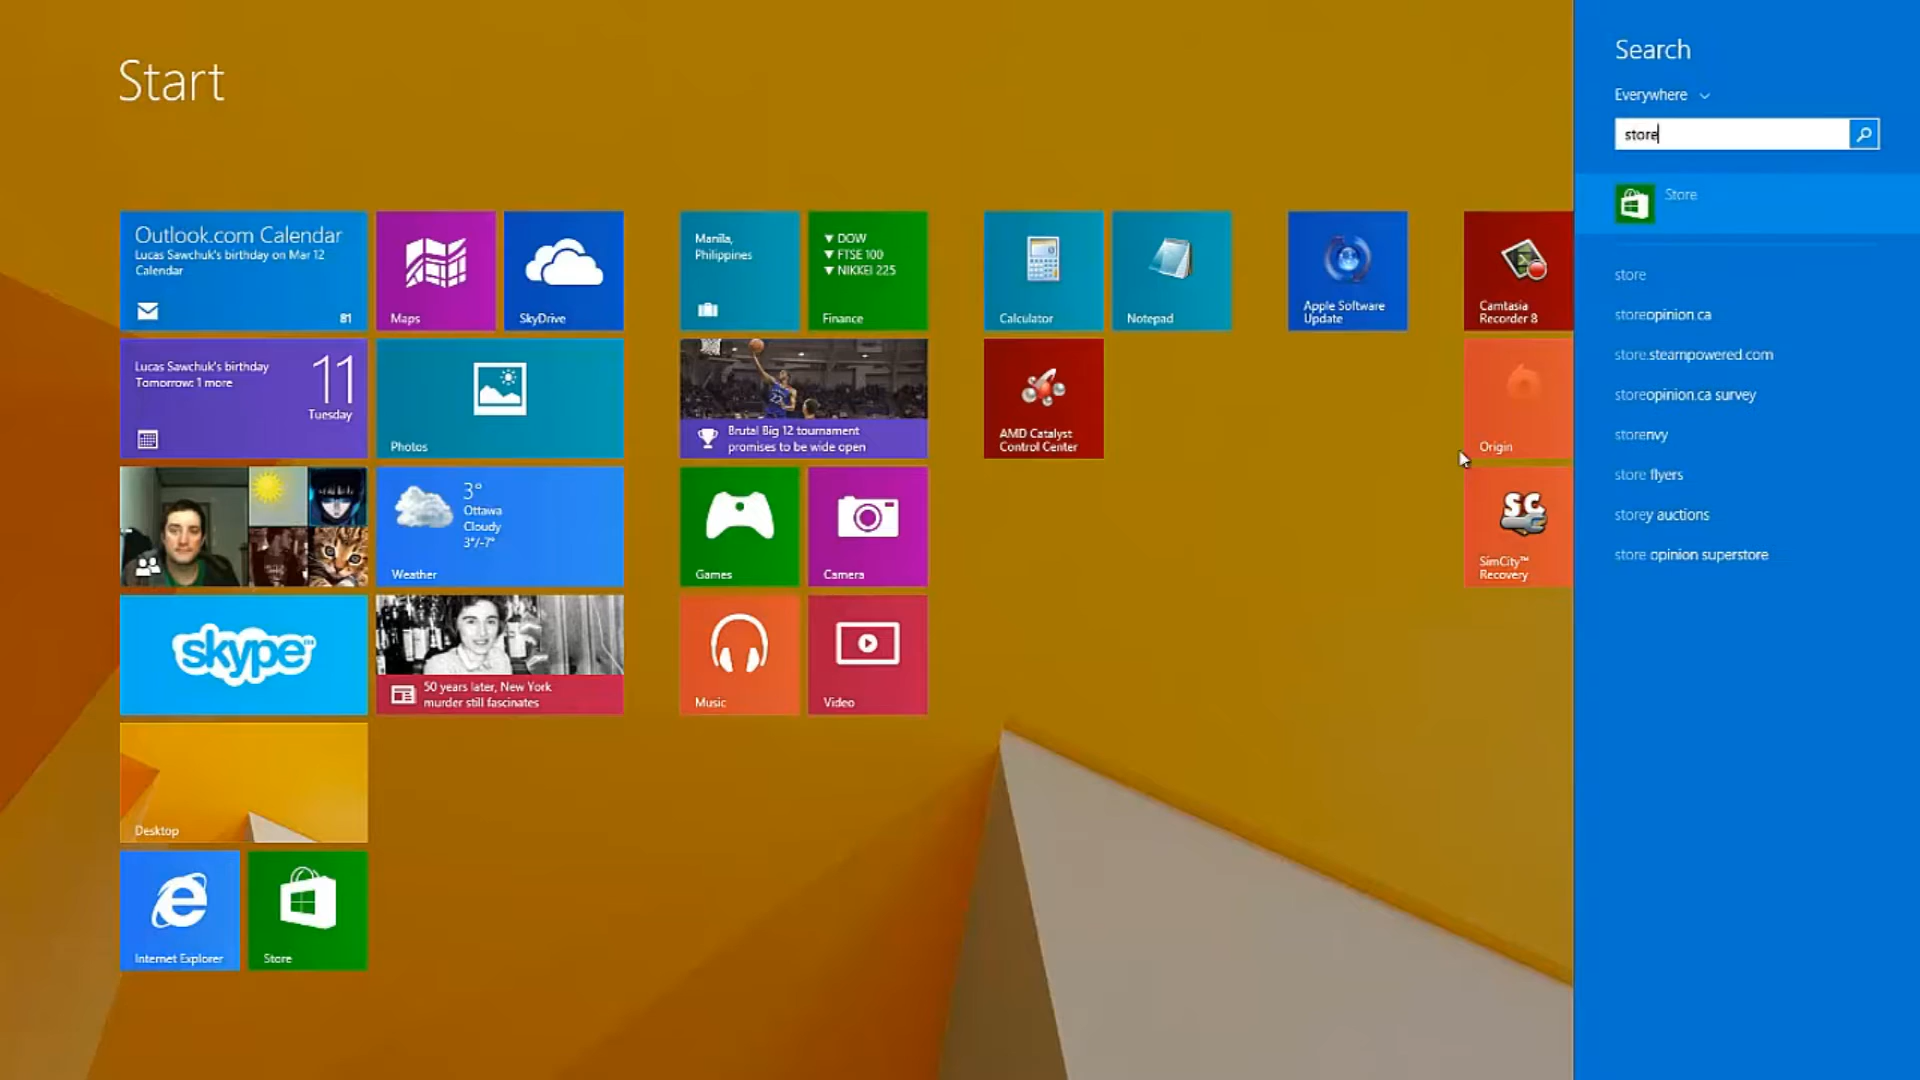 Start
Outlook.com Calendar
Lucas Sawchuk's birthday on Mar 12
Calendar
81
Maps
SkyDrive
Lucas Sawchuk's birthday
Tomorrow: 1 more
11
Tuesday
Photos
3°
Ottawa
Cloudy
3°/-7°
Weather
skype™
50 years later, New York
murder still fascinates
Desktop
Internet Explorer
Store
Manila,
Philippines
▼ DOW
▼ FTSE 100
▼ NIKKEI 225
Finance
22
Brutal Big 12 tournament
promises to be wide open
Games
Camera
Music
Video
Calculator
Notepad
AMD Catalyst
Control Center
Apple Software
Update
Camtasia
Recorder 8
Origin
SC
SimCity™
Recovery
Search
Everywhere
store
Store
store
storeopinion.ca
store.steampowered.com
storeopinion.ca survey
storenvy
store flyers
storey auctions
store opinion superstore